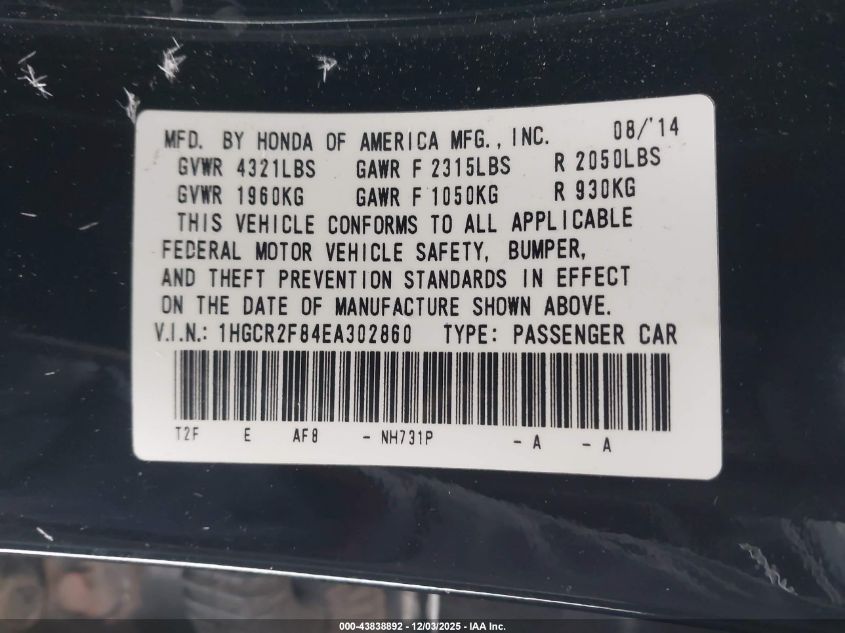 MFD. BY HONDA OF AMERICA MFG., INC. 08/'14
GVWR 4321LBS GAWR F 2315LBS R 2050LBS
GVWR 1960KG GAWR F 1050KG R 930KG
THIS VEHICLE CONFORMS TO ALL APPLICABLE
FEDERAL MOTOR VEHICLE SAFETY, BUMPER,
AND THEFT PREVENTION STANDARDS IN EFFECT
ON THE DATE OF MANUFACTURE SHOWN ABOVE.
V.I.N.: 1HGCR2F84EA302860 TYPE: PASSENGER CAR
T2F E AF8 - NH731P - A - A
000-43838892 - 12/03/2025 - IAA Inc.